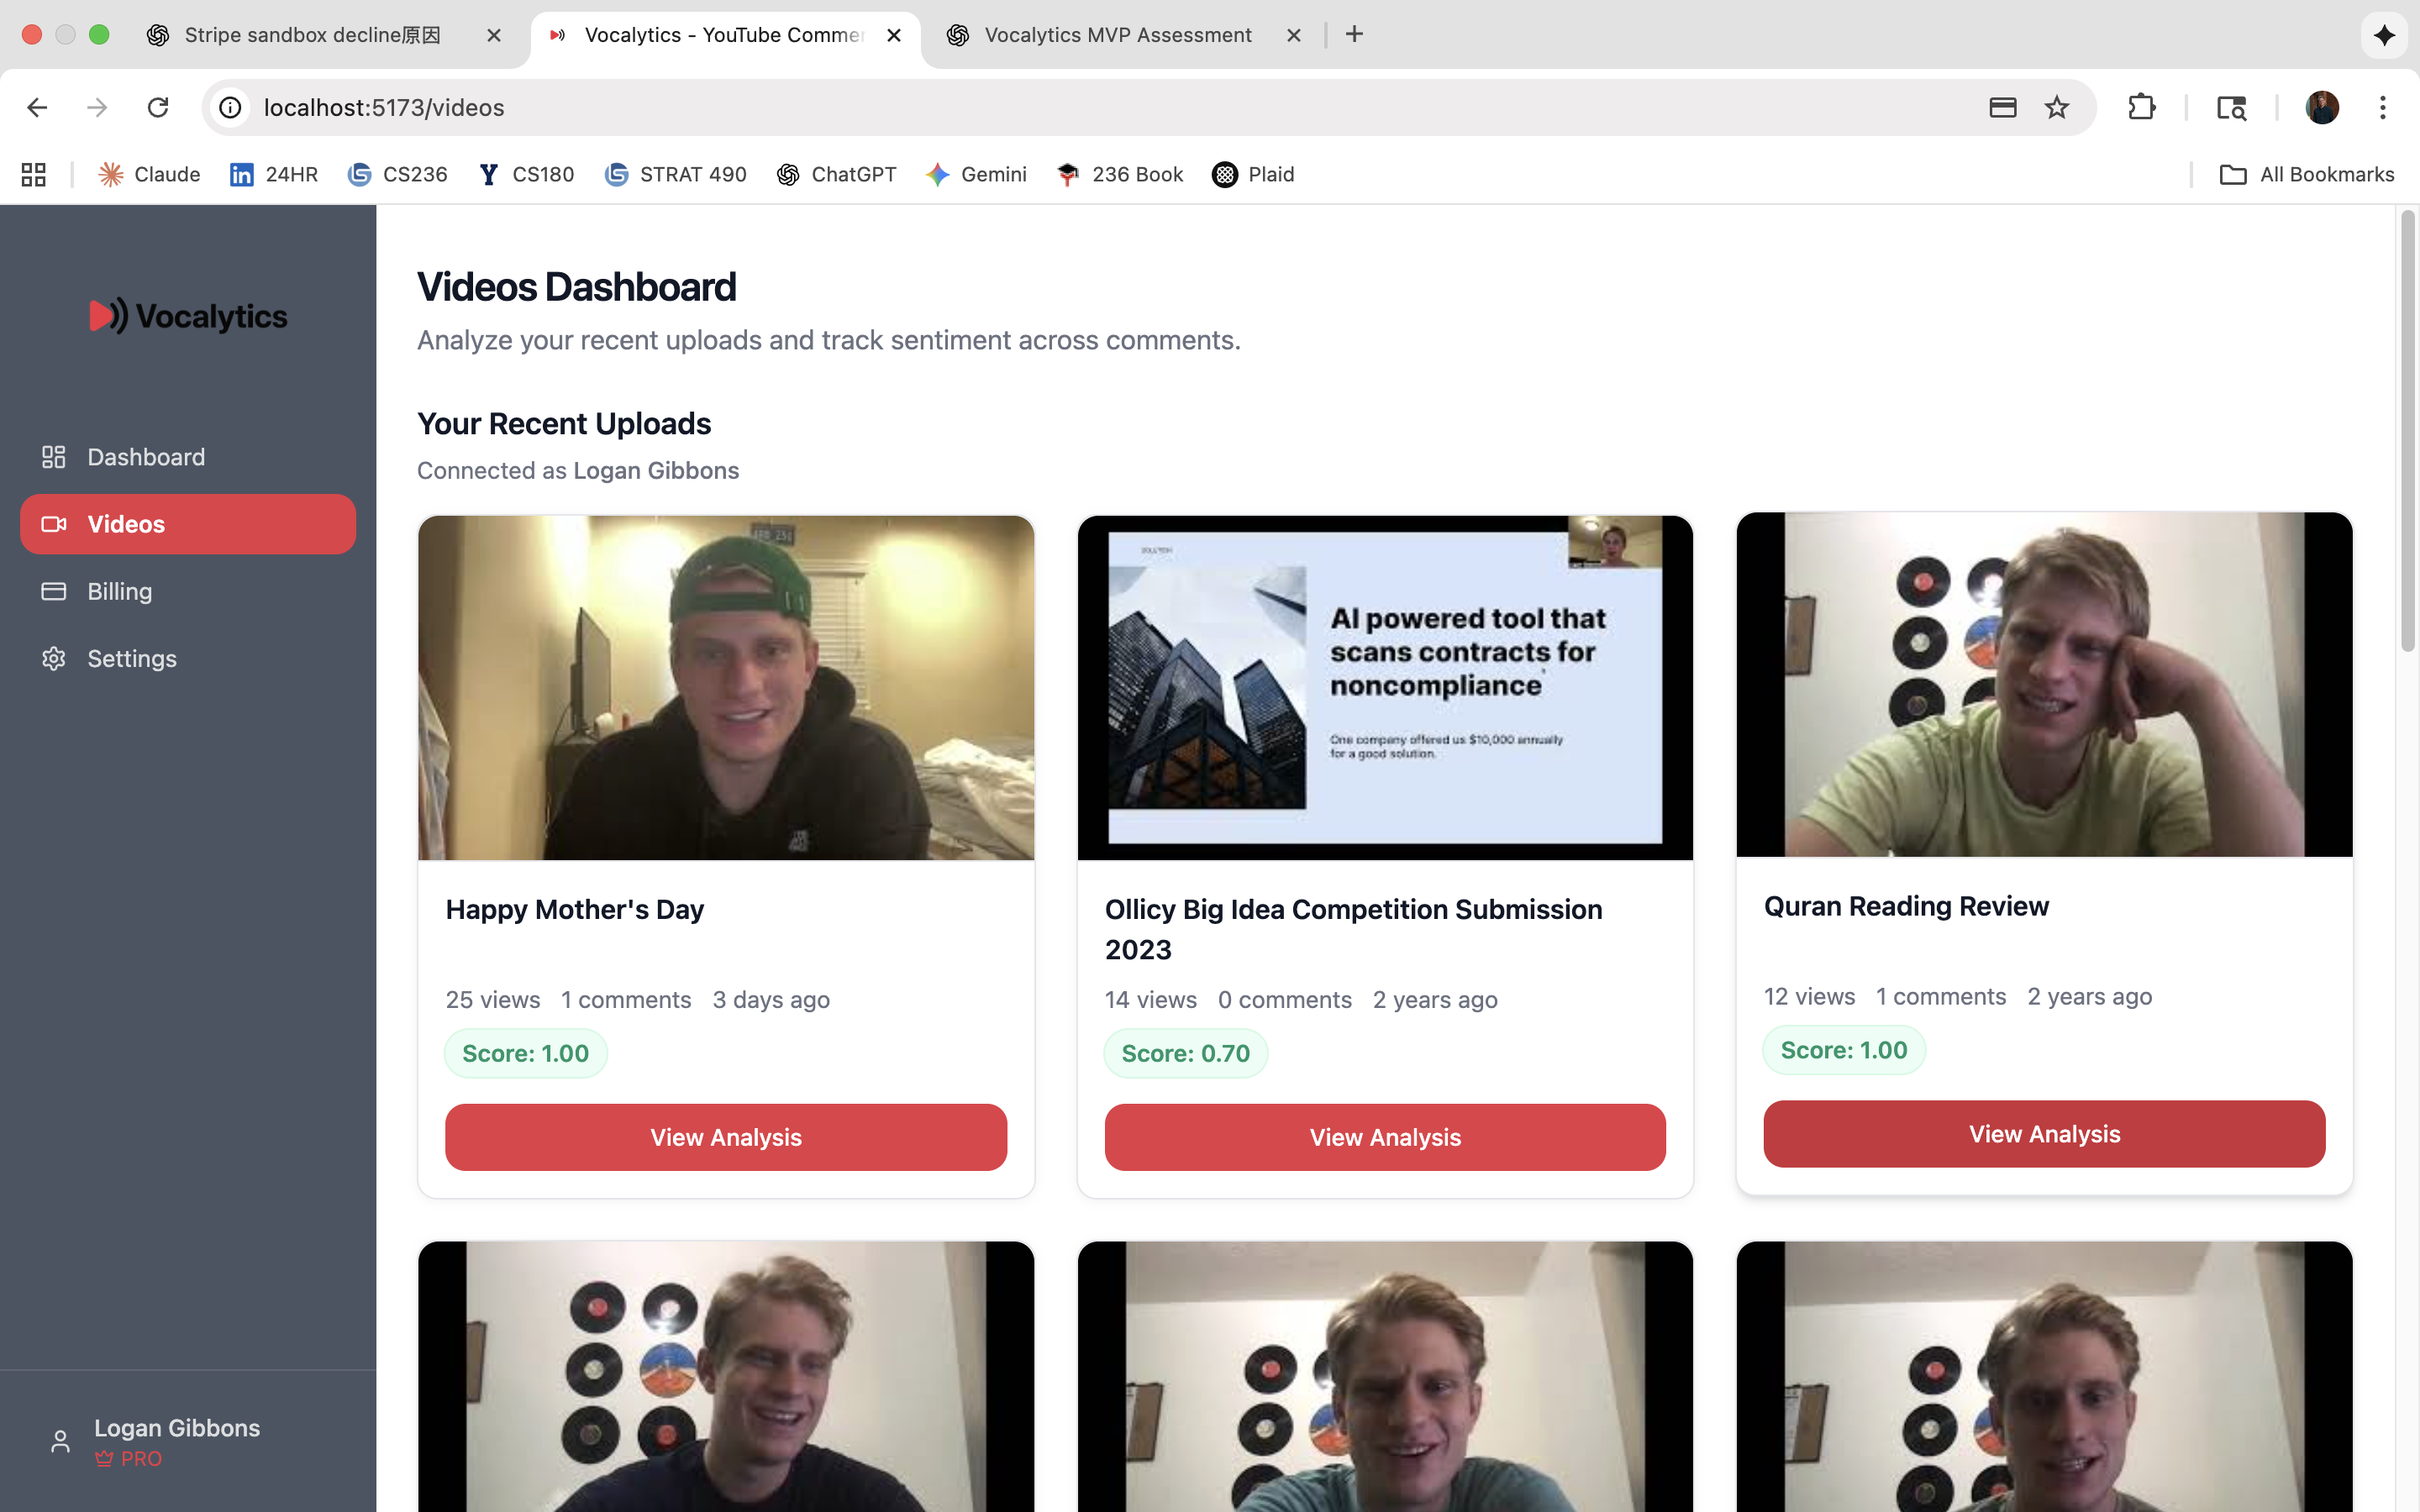 Stripe sandbox decline原因
Vocalytics - YouTube Commer
Vocalytics MVP Assessment
localhost:5173/videos
Claude
24HR
CS236
CS180
STRAT 490
ChatGPT
Gemini
236 Book
Plaid
All Bookmarks
Vocalytics
Dashboard
Videos
Billing
Settings
Logan Gibbons
PRO
Videos Dashboard
Analyze your recent uploads and track sentiment across comments.
Your Recent Uploads
Connected as Logan Gibbons
AI powered tool that
scans contracts for
noncompliance
One company offered us $10,000 annually
for a good solution.
Happy Mother's Day
25 views 1 comments 3 days ago
Score: 1.00
View Analysis
Ollicy Big Idea Competition Submission
2023
14 views 0 comments 2 years ago
Score: 0.70
View Analysis
Quran Reading Review
12 views 1 comments 2 years ago
Score: 1.00
View Analysis